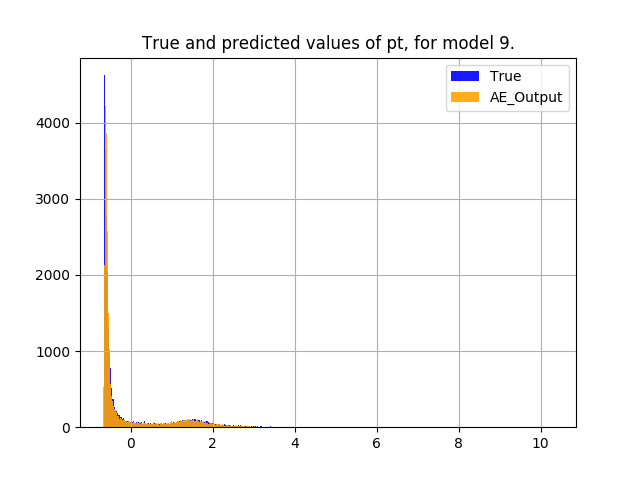 True and predicted values of pt, for model 9.
True
AE_Output
4000
3000
2000
1000
0
0 2 4 6 8 10